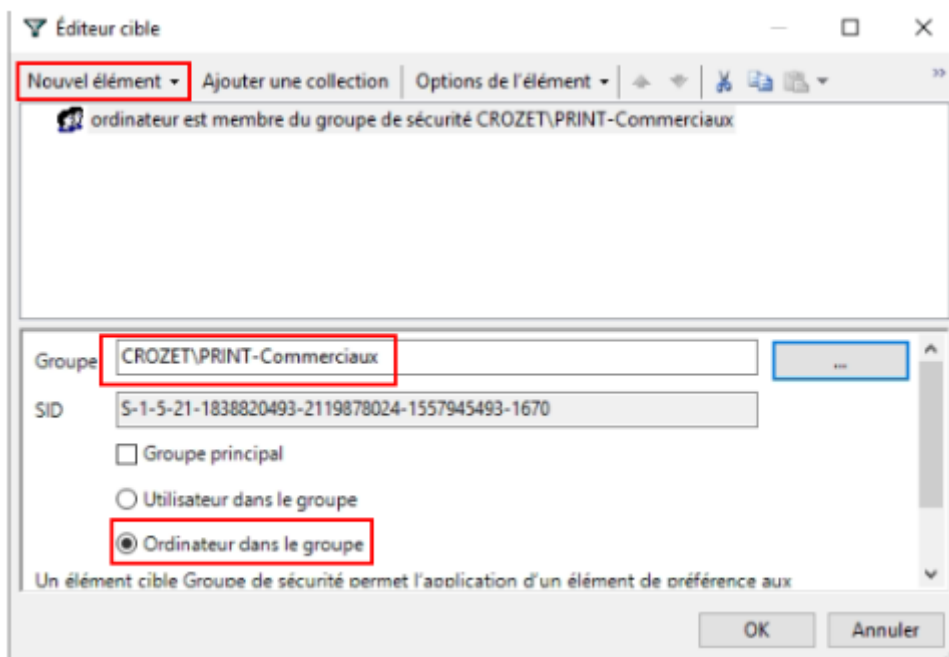 Éditeur cible
Nouvel élément Ajouter une collection Options de l'élément »
ordinateur est membre du groupe de sécurité CROZET\PRINT-Commerciaux
Groupe CROZET\PRINT-Commerciaux ...
SID S-1-5-21-1838820493-2119878024-1557945493-1670
Groupe principal
Utilisateur dans le groupe
Ordinateur dans le groupe
Un élément cible Groupe de sécurité permet l'application d'un élément de préférence aux
OK Annuler